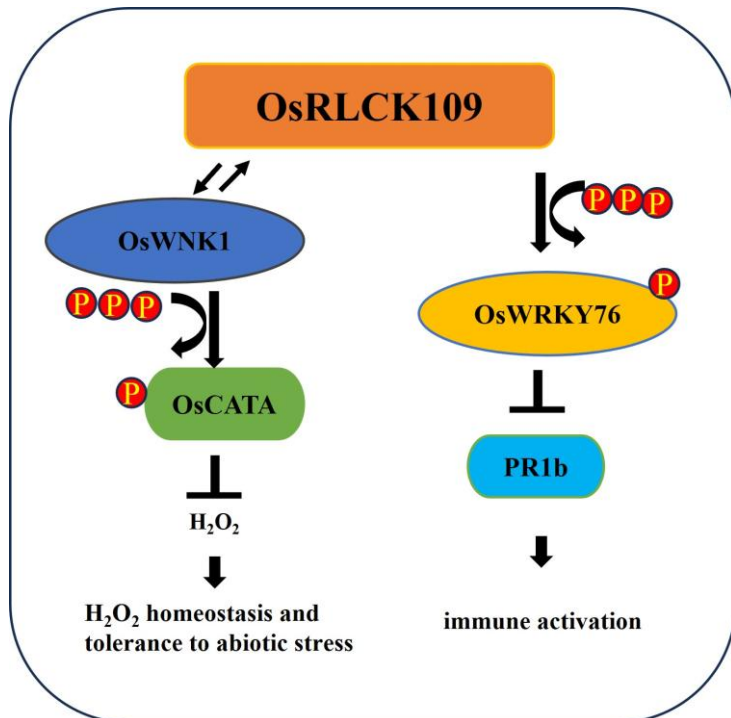 OsRLCK109
OsWNK1
P P P
P
OsCATA
H₂O₂
H₂O₂ homeostasis and
tolerance to abiotic stress
P P P
P
OsWRKY76
PR1b
immune activation